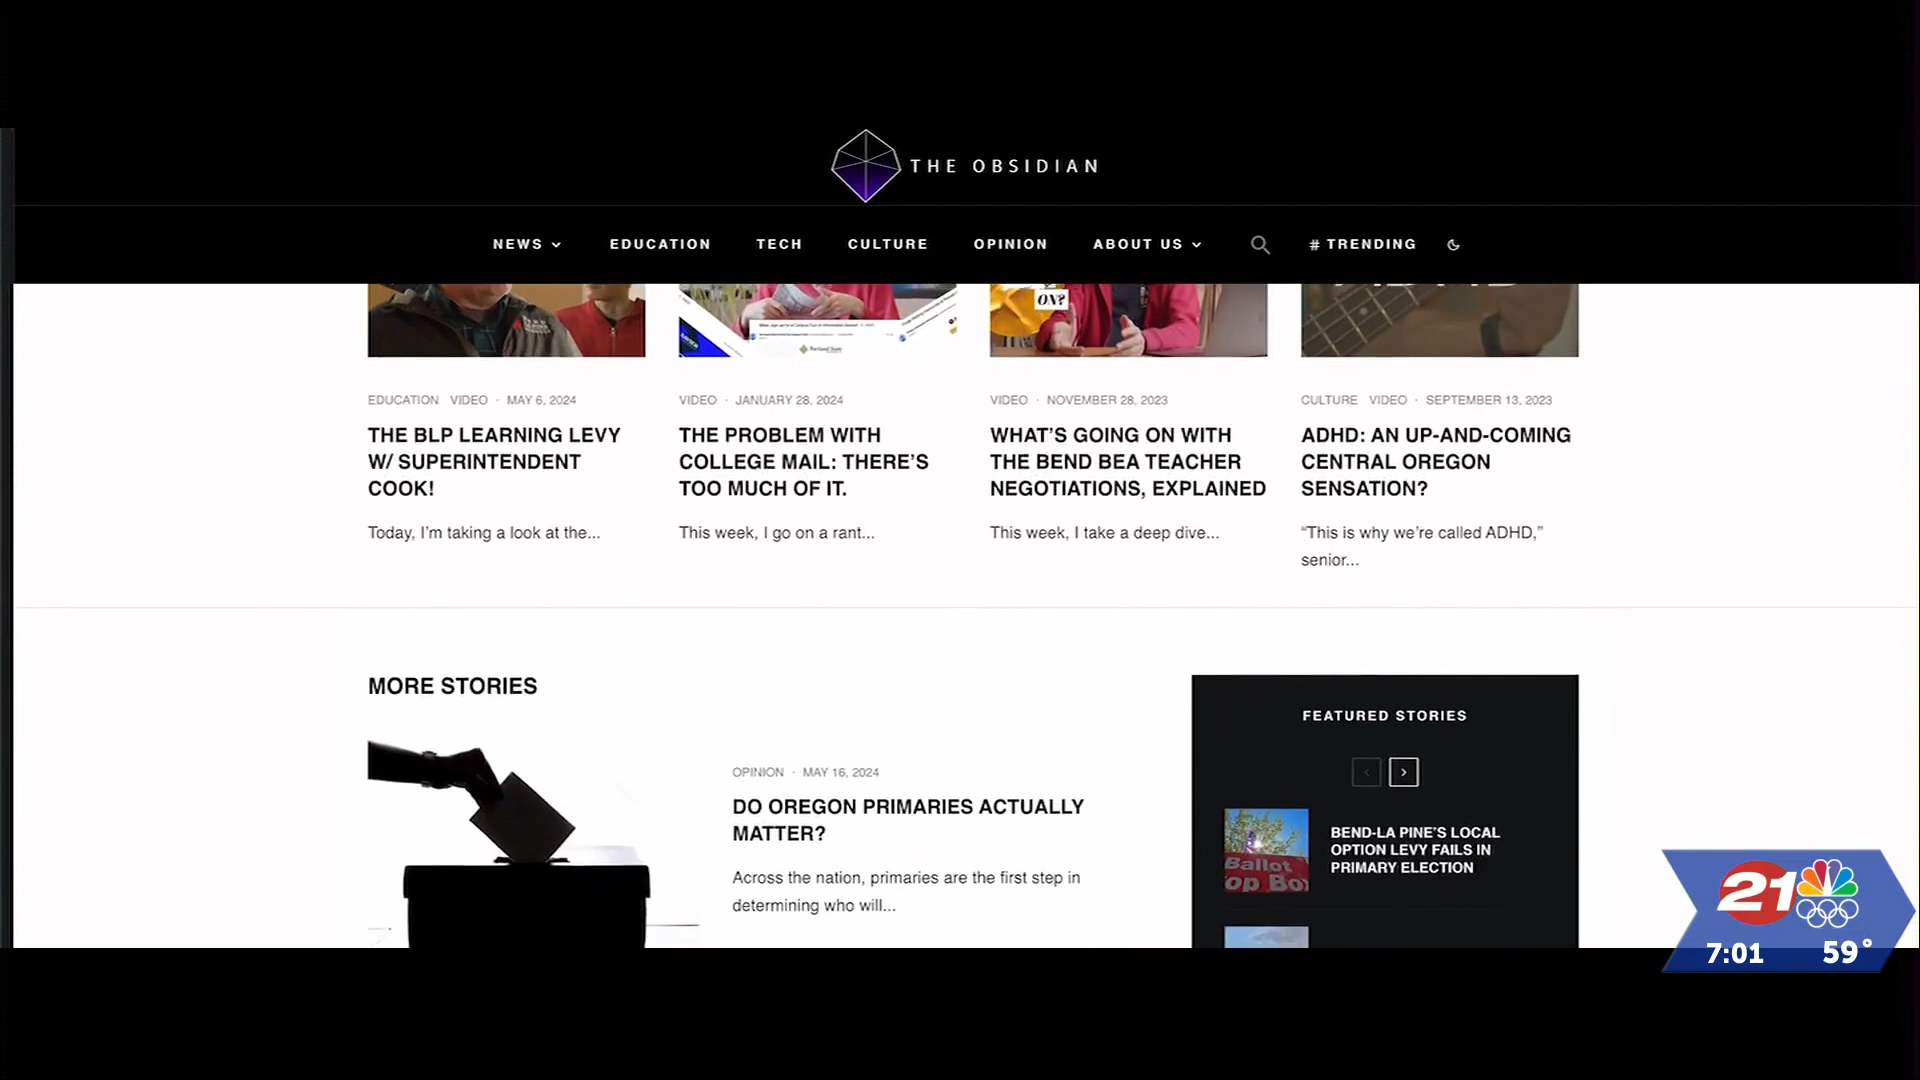 THE OBSIDIAN
NEWS
EDUCATION
TECH
CULTURE
OPINION
ABOUT US
# TRENDING
ON?
EDUCATION VIDEO · MAY 6, 2024
THE BLP LEARNING LEVY
W/ SUPERINTENDENT
COOK!
Today, I'm taking a look at the...
VIDEO · JANUARY 28, 2024
THE PROBLEM WITH
COLLEGE MAIL: THERE'S
TOO MUCH OF IT.
This week, I go on a rant...
VIDEO · NOVEMBER 28, 2023
WHAT'S GOING ON WITH
THE BEND BEA TEACHER
NEGOTIATIONS, EXPLAINED
This week, I take a deep dive...
CULTURE VIDEO · SEPTEMBER 13, 2023
ADHD: AN UP-AND-COMING
CENTRAL OREGON
SENSATION?
“This is why we're called ADHD,”
senior...
MORE STORIES
OPINION · MAY 16, 2024
DO OREGON PRIMARIES ACTUALLY
MATTER?
Across the nation, primaries are the first step in
determining who will...
FEATURED STORIES
Ballot
BEND-LA PINE'S LOCAL
OPTION LEVY FAILS IN
PRIMARY ELECTION
21
7:01 59°